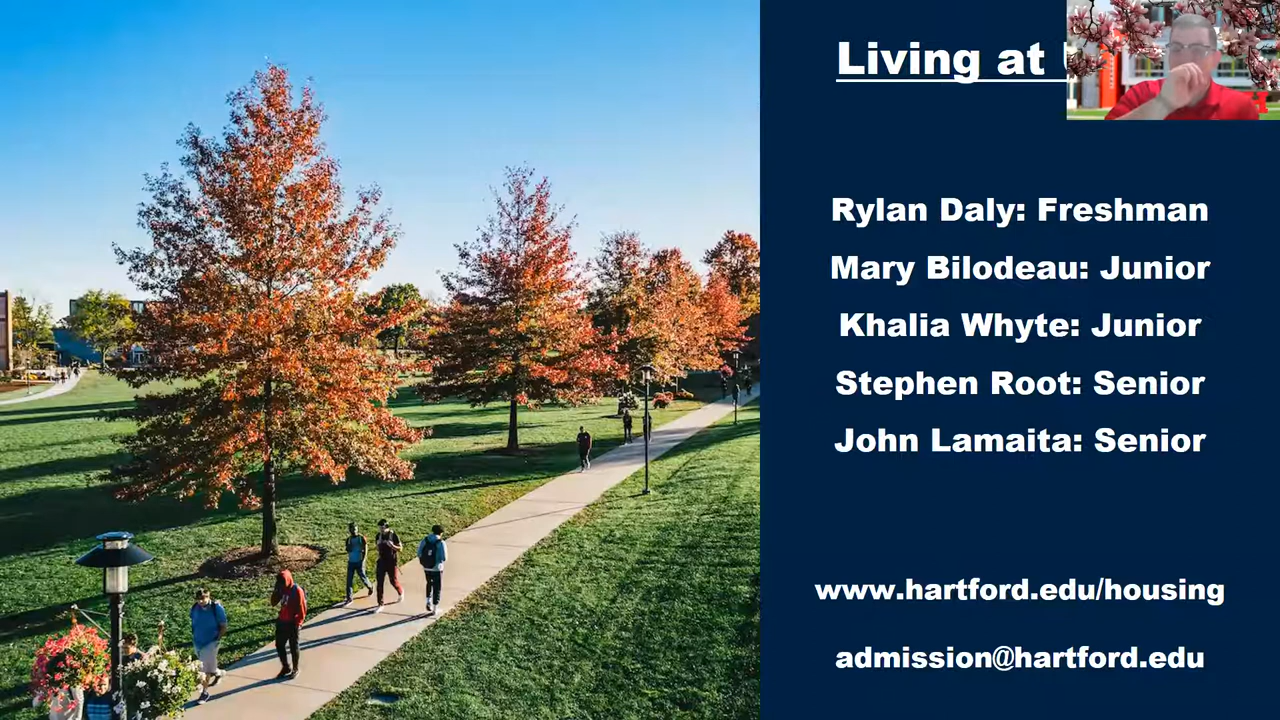 Living at
Rylan Daly: Freshman
Mary Bilodeau: Junior
Khalia Whyte: Junior
Stephen Root: Senior
John Lamaita: Senior
www.hartford.edu/housing
admission@hartford.edu